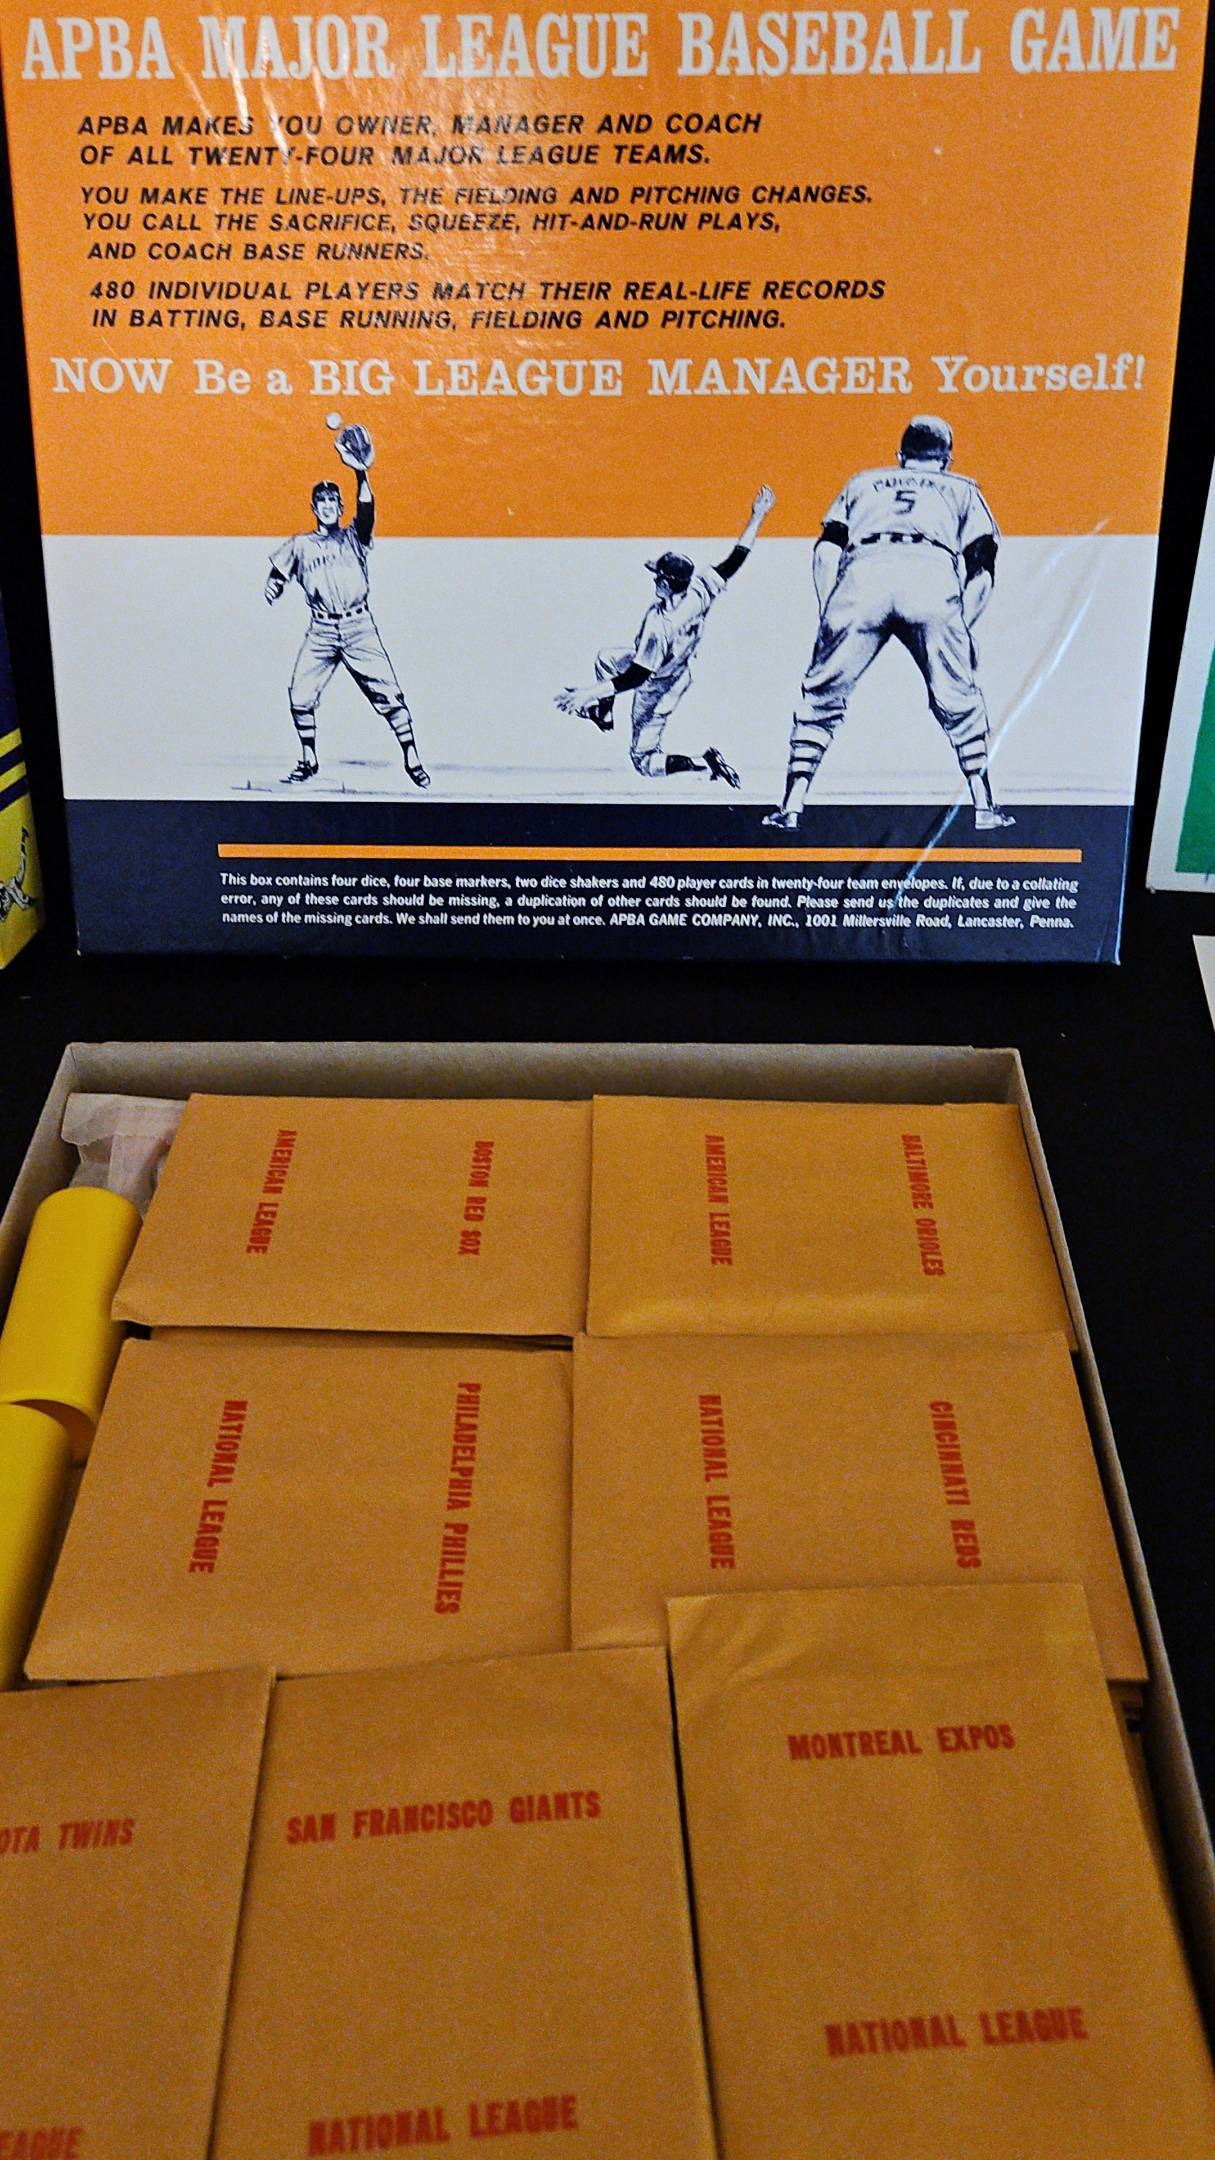 APBA MAJOR LEAGUE BASEBALL GAME
APBA MAKES YOU OWNER, MANAGER AND COACH
OF ALL TWENTY-FOUR MAJOR LEAGUE TEAMS.
YOU MAKE THE LINE-UPS, THE FIELDING AND PITCHING CHANGES.
YOU CALL THE SACRIFICE, SQUEEZE, HIT-AND-RUN PLAYS,
AND COACH BASE RUNNERS.
480 INDIVIDUAL PLAYERS MATCH THEIR REAL-LIFE RECORDS
IN BATTING, BASE RUNNING, FIELDING AND PITCHING.
NOW Be a BIG LEAGUE MANAGER Yourself!
5
This box contains four dice, four base markers, two dice shakers and 480 player cards in twenty-four team envelopes. If, due to a collating
error, any of these cards should be missing, a duplication of other cards should be found. Please send us the duplicates and give the
names of the missing cards. We shall send them to you at once. APBA GAME COMPANY, INC., 1001 Millersville Road, Lancaster, Penna.
BOSTON RED SOX
AMERICAN LEAGUE
BALTIMORE ORIOLES
AMERICAN LEAGUE
PHILADELPHIA PHILLIES
NATIONAL LEAGUE
CINCINNATI REDS
NATIONAL LEAGUE
OTA TWINS
EAGUE
SAN FRANCISCO GIANTS
NATIONAL LEAGUE
MONTREAL EXPOS
NATIONAL LEAGUE